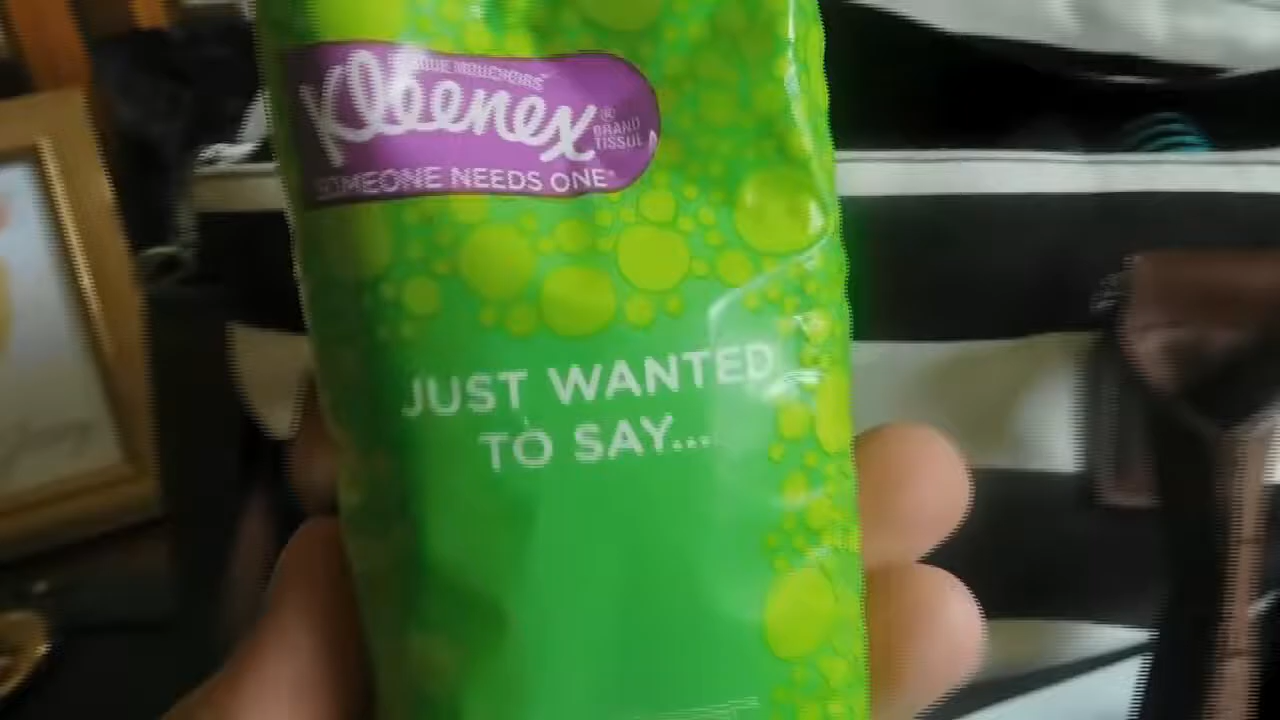 Kleenex®
BRAND
TISSUE
SOMEONE NEEDS ONE*
JUST WANTED
TO SAY...